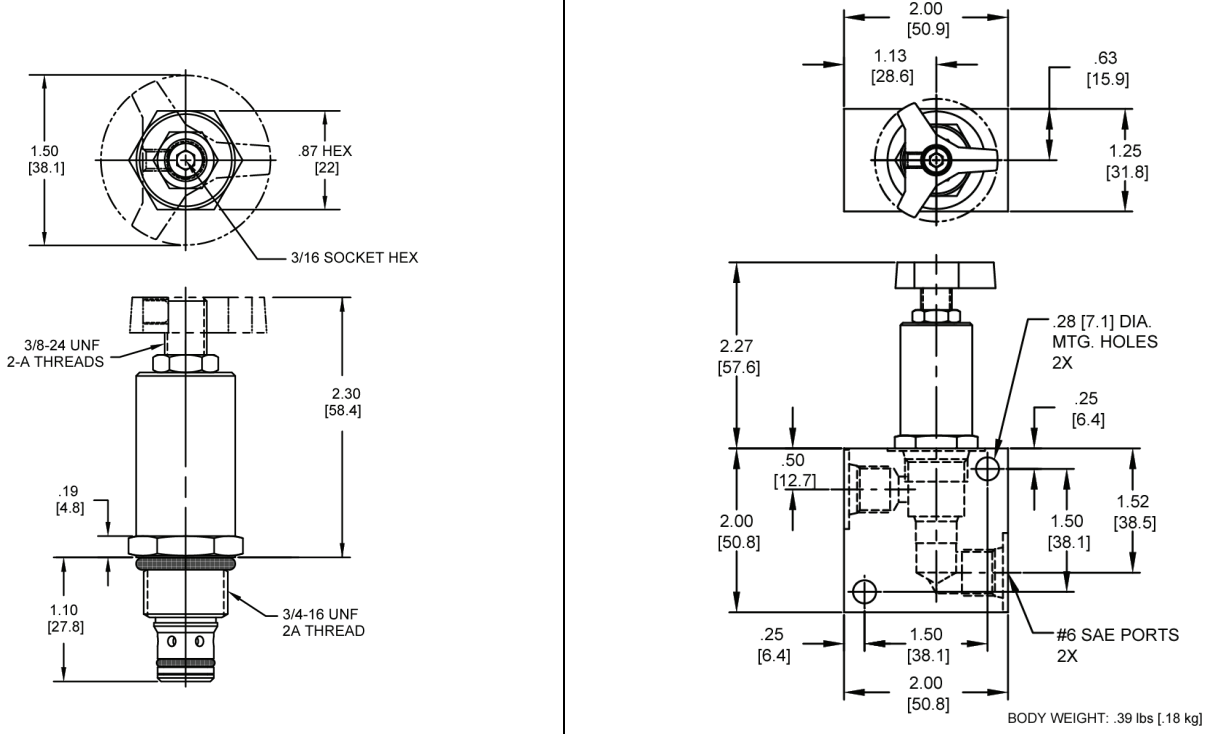 1.50
[38.1]
.87 HEX
[22]
3/16 SOCKET HEX
3/8-24 UNF
2-A THREADS
2.30
[58.4]
.19
[4.8]
1.10
[27.8]
3/4-16 UNF
2A THREAD
2.00
[50.9]
1.13
[28.6]
.63
[15.9]
1.25
[31.8]
2.27
[57.6]
.28 [7.1] DIA.
MTG. HOLES
2X
.25
[6.4]
.50
[12.7]
2.00
[50.8]
1.50
[38.1]
1.52
[38.5]
.25
[6.4]
1.50
[38.1]
#6 SAE PORTS
2X
2.00
[50.8]
BODY WEIGHT: .39 lbs [.18 kg]